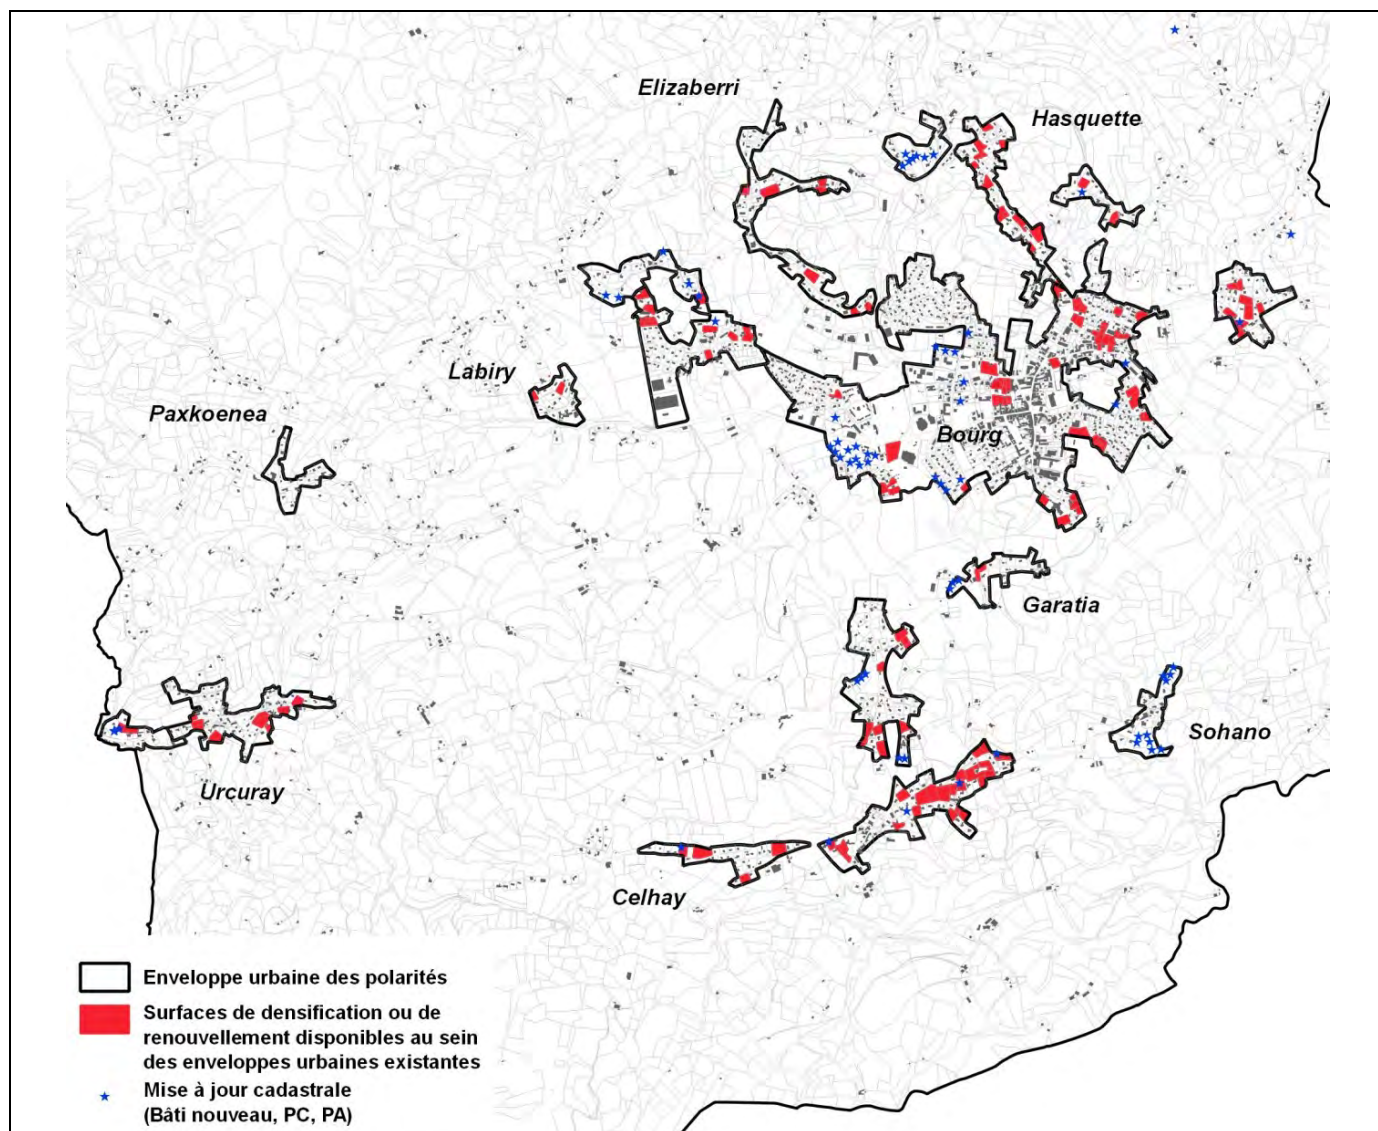 Elizaberri
Hasquette
Labiry
Paxkoenea
Bourg
Garatia
Sohano
Urcuray
Celhay
Enveloppe urbaine des polarités
Surfaces de densification ou de
renouvellement disponibles au sein
des enveloppes urbaines existantes
Mise à jour cadastrale
(Bâti nouveau, PC, PA)